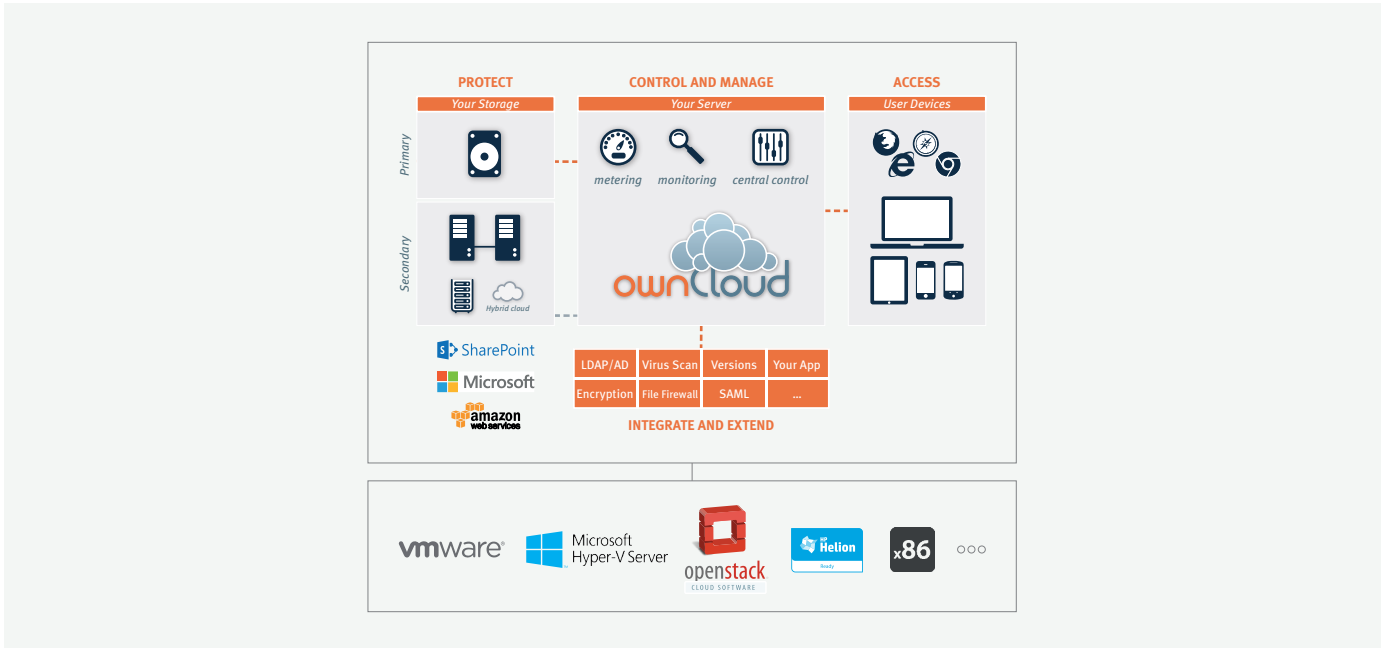 PROTECT
Your Storage
Primary
Secondary
Hybrid cloud
SharePoint
Microsoft
amazon
web services
CONTROL AND MANAGE
Your Server
metering
monitoring
central control
ownCloud
LDAP/AD
Virus Scan
Versions
Your App
Encryption
File Firewall
SAML
...
INTEGRATE AND EXTEND
ACCESS
User Devices
vmware®
Microsoft
Hyper-V Server
openstack
CLOUD SOFTWARE
HP
Helion
Ready
x86